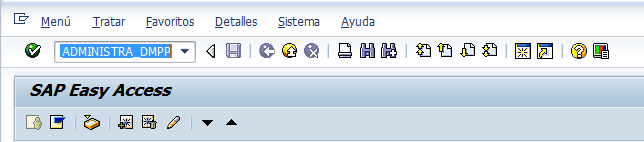 Menú Tratar Favoritos Detalles Sistema Ayuda
ADMINISTRA_DMPP
SAP Easy Access